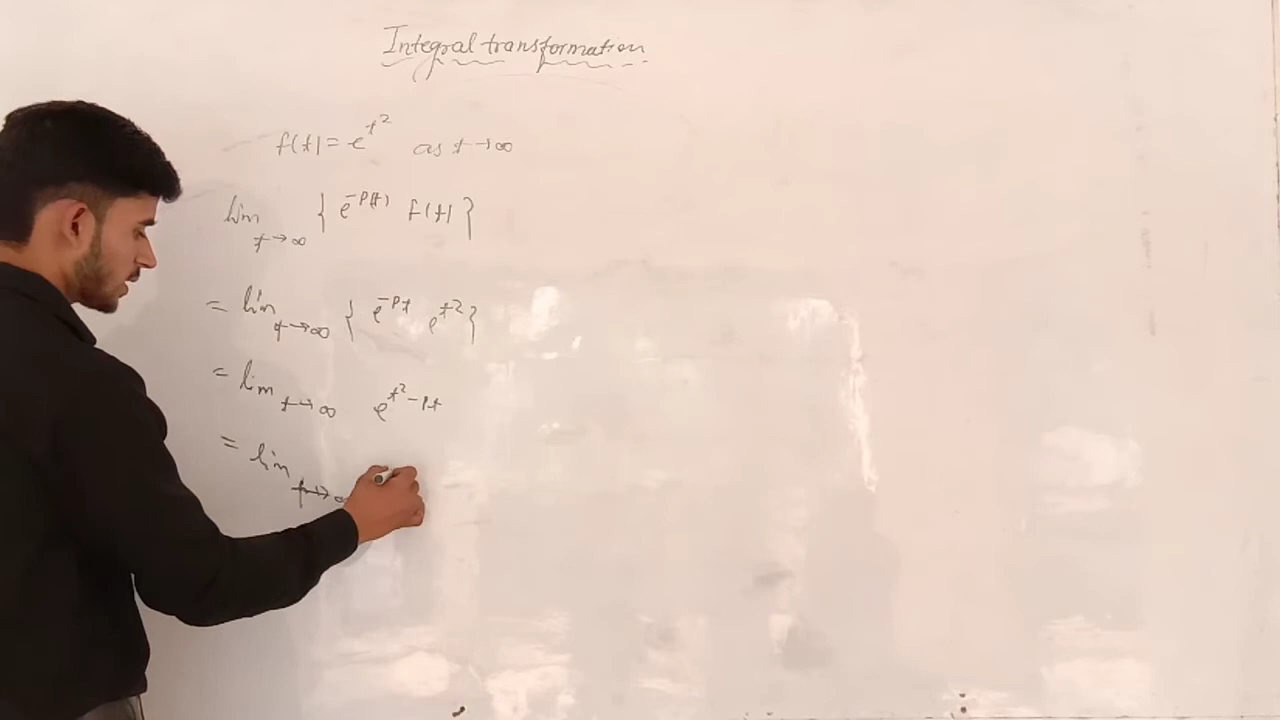 Integral transformation
f(t) = e^{t^2} as t → ∞
lim_{t→∞} { e^{-P(t)} f(t) }
= lim_{t→∞} { e^{-Pt} e^{t^2} }
= lim_{t→∞} e^{t^2-Pt}
= lim_{t→∞}